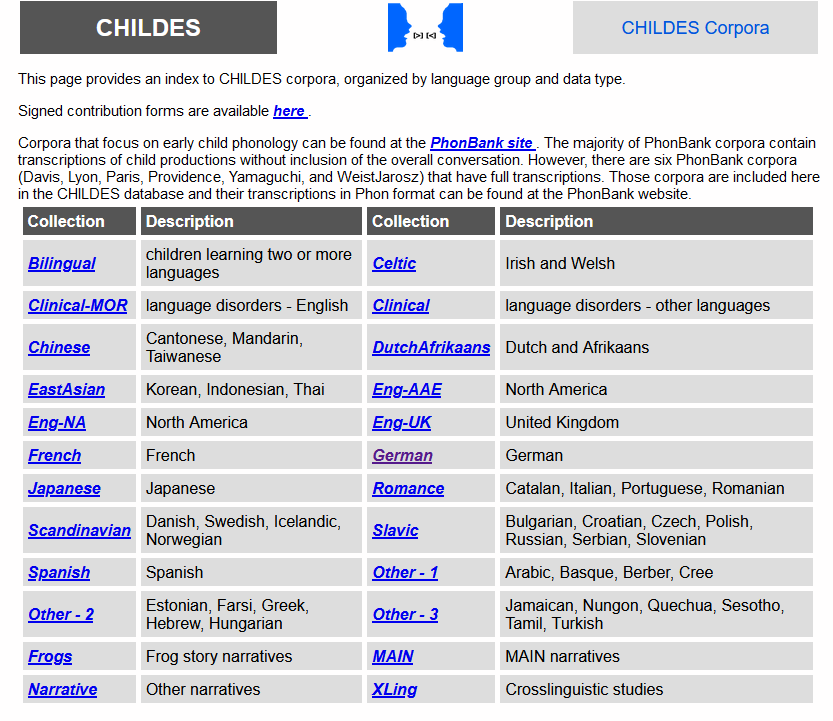 CHILDES
CHILDES Corpora
This page provides an index to CHILDES corpora, organized by language group and data type.
Signed contribution forms are available here .
Corpora that focus on early child phonology can be found at the PhonBank site . The majority of PhonBank corpora contain
transcriptions of child productions without inclusion of the overall conversation. However, there are six PhonBank corpora
(Davis, Lyon, Paris, Providence, Yamaguchi, and WeistJarosz) that have full transcriptions. Those corpora are included here
in the CHILDES database and their transcriptions in Phon format can be found at the PhonBank website.
Collection Description Collection Description
Bilingual children learning two or more
languages Celtic Irish and Welsh
Clinical-MOR language disorders - English Clinical language disorders - other languages
Chinese Cantonese, Mandarin,
Taiwanese DutchAfrikaans Dutch and Afrikaans
EastAsian Korean, Indonesian, Thai Eng-AAE North America
Eng-NA North America Eng-UK United Kingdom
French French German German
Japanese Japanese Romance Catalan, Italian, Portuguese, Romanian
Scandinavian Danish, Swedish, Icelandic,
Norwegian Slavic Bulgarian, Croatian, Czech, Polish,
Russian, Serbian, Slovenian
Spanish Spanish Other - 1 Arabic, Basque, Berber, Cree
Other - 2 Estonian, Farsi, Greek,
Hebrew, Hungarian Other - 3 Jamaican, Nungon, Quechua, Sesotho,
Tamil, Turkish
Frogs Frog story narratives MAIN MAIN narratives
Narrative Other narratives XLing Crosslinguistic studies